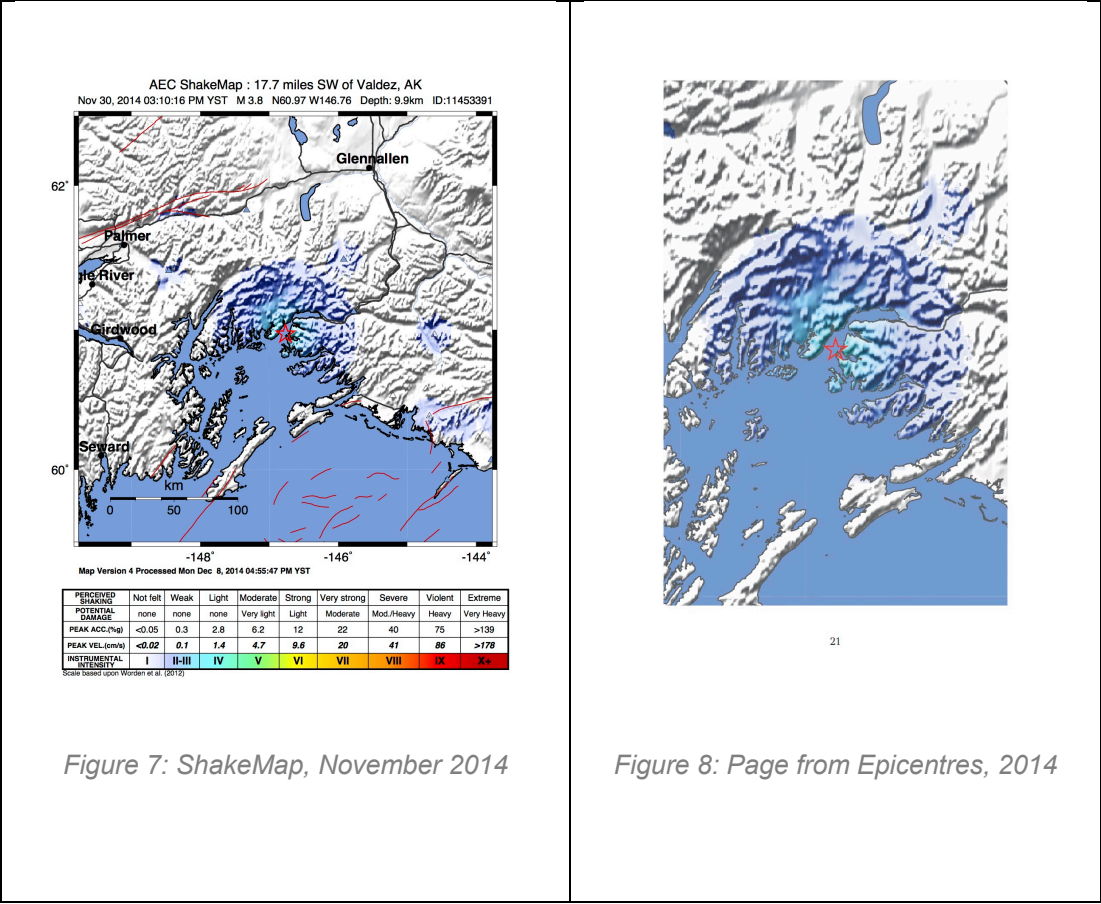 AEC ShakeMap : 17.7 miles SW of Valdez, AK
Nov 30, 2014 03:10:16 PM YST M 3.8 N60.97 W146.76 Depth: 9.9km ID:11453391
Glennallen
62°
Palmer
gle River
Girdwood
Seward
60°
km
0 50 100
-148° -146° -144°
Map Version 4 Processed Mon Dec 8, 2014 04:55:47 PM YST
PERCEIVED SHAKING Not felt Weak Light Moderate Strong Very strong Severe Violent Extreme
POTENTIAL DAMAGE none none none Very light Light Moderate Mod./Heavy Heavy Very Heavy
PEAK ACC.(%g) <0.05 0.3 2.8 6.2 12 22 40 75 >139
PEAK VEL.(cm/s) <0.02 0.1 1.4 4.7 9.6 20 41 86 >178
INSTRUMENTAL INTENSITY I II-III IV V VI VII VIII IX X+
Scale based upon Worden et al. (2012)
Figure 7: ShakeMap, November 2014
21
Figure 8: Page from Epicentres, 2014